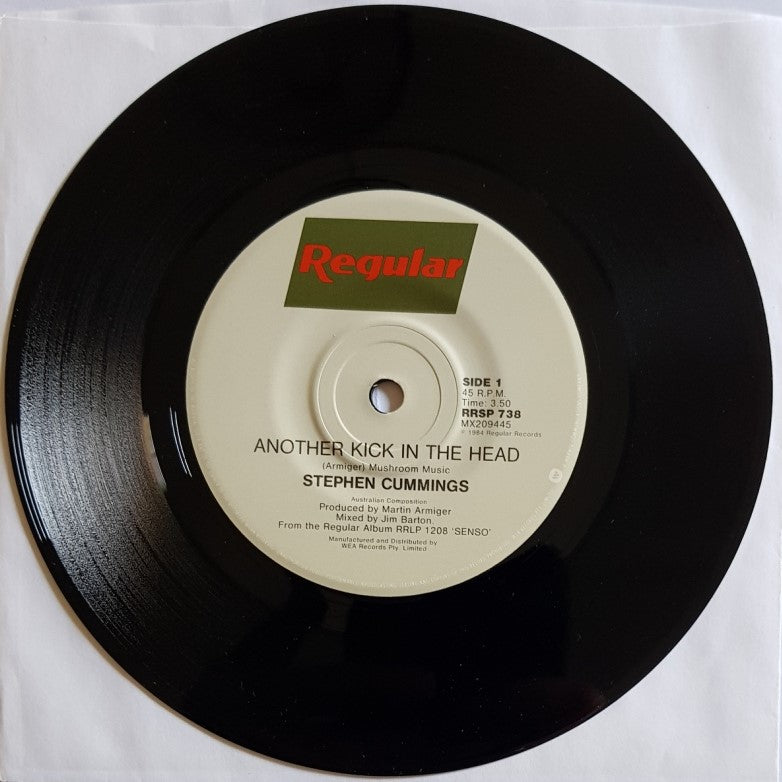 Regular
SIDE 1
45 R.P.M.
Time: 3.50
RRSP 738
MX209445
℗ 1984 Regular Records
ANOTHER KICK IN THE HEAD
(Armiger) Mushroom Music
STEPHEN CUMMINGS
Australian Composition
Produced by Martin Armiger
Mixed by Jim Barton.
From the Regular Album RRLP 1208 'SENSO'
Manufactured and Distributed by
WEA Records Pty. Limited